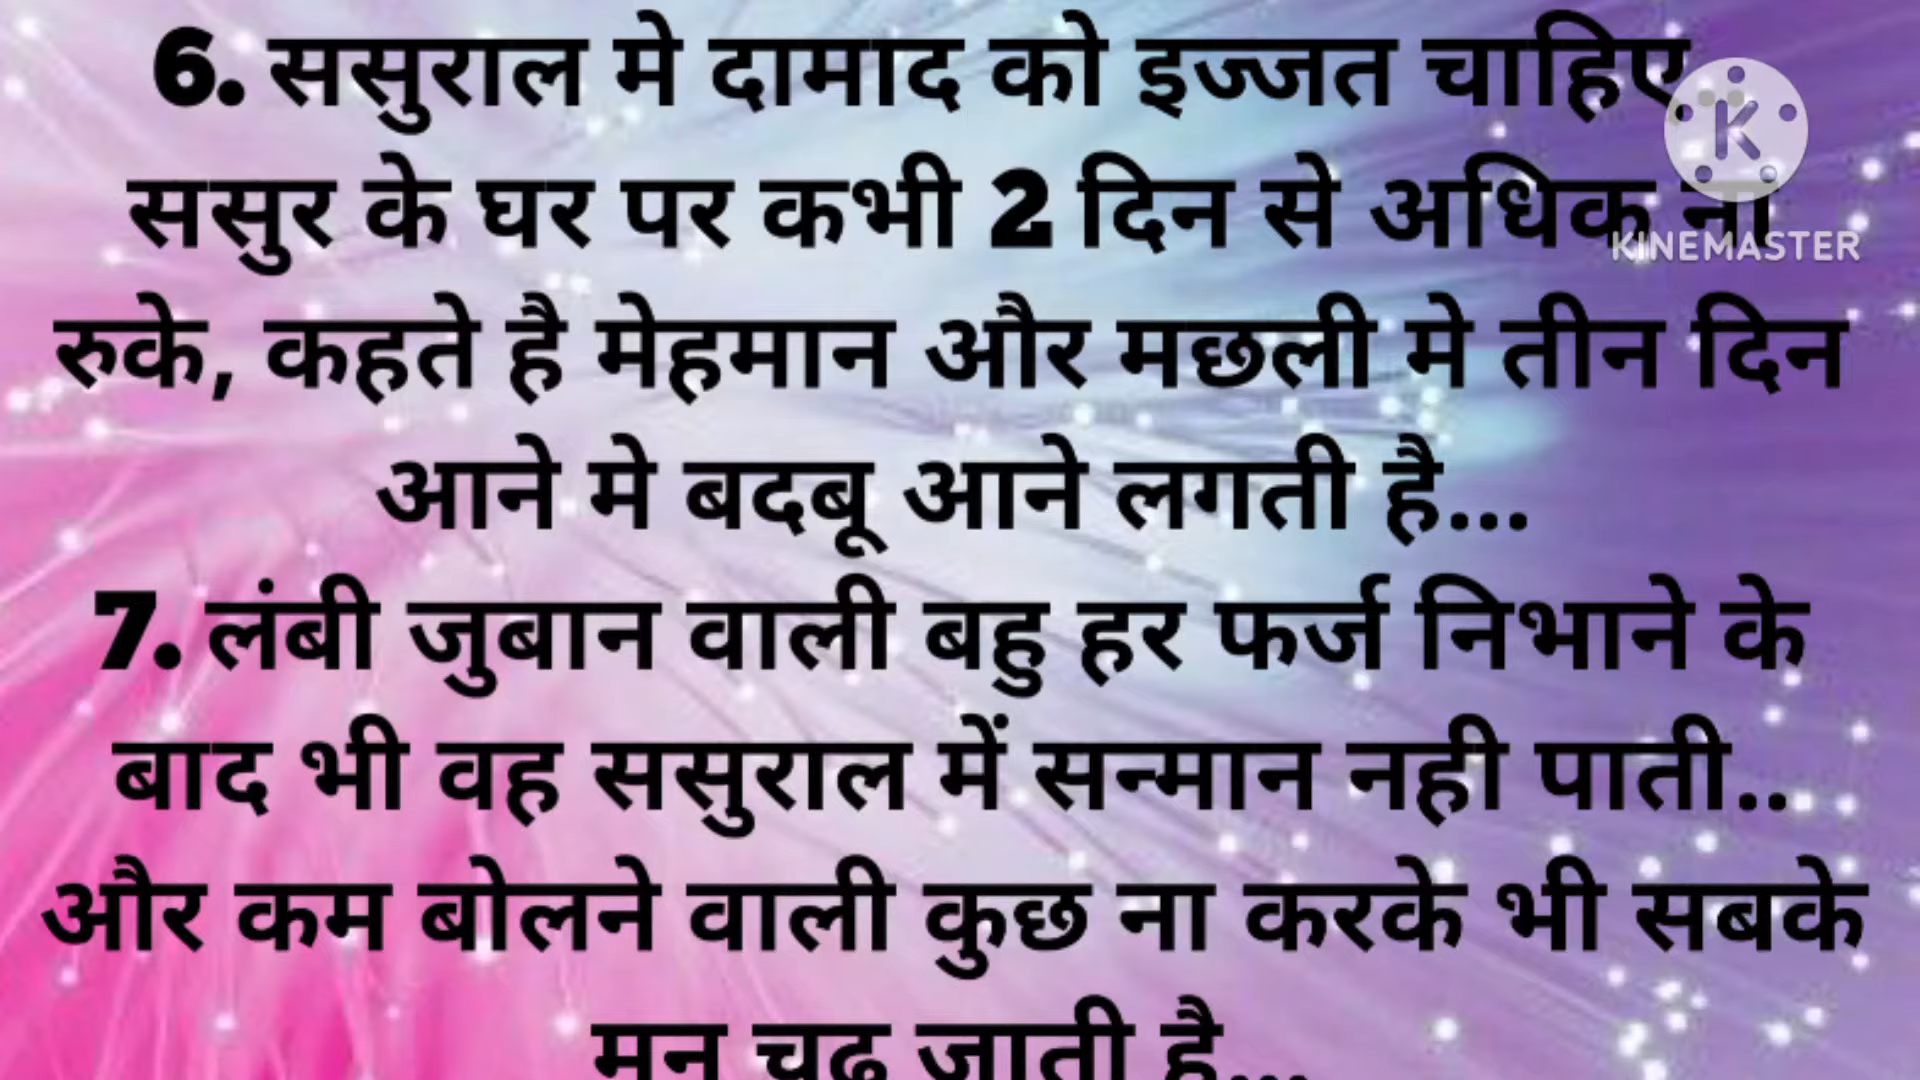 6. ससुराल मे दामाद को इज्जत चाहिए
ससुर के घर पर कभी 2 दिन से अधिक ना
रुके, कहते है मेहमान और मछली मे तीन दिन
आने मे बदबू आने लगती है...
7. लंबी जुबान वाली बहु हर फर्ज निभाने के
बाद भी वह ससुराल में सन्मान नही पाती..
और कम बोलने वाली कुछ ना करके भी सबके
मन चढ़ जाती है...
K
KINEMASTER